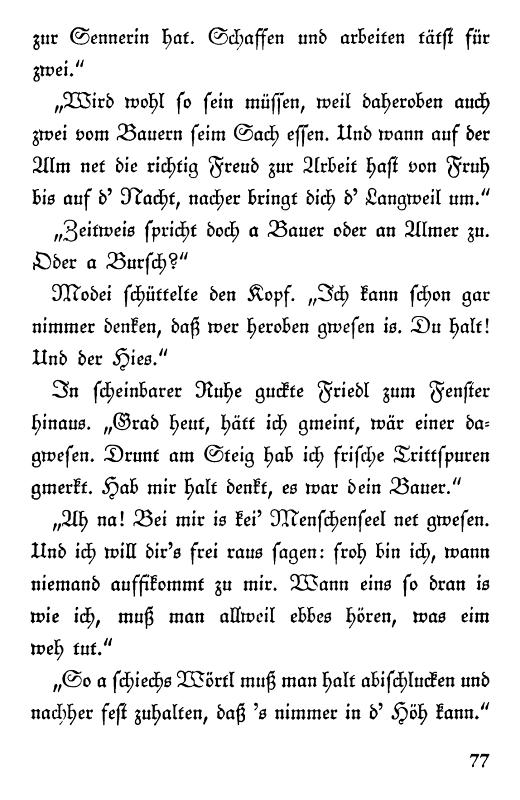 zur Sennerin hat. Schaffen und arbeiten tätst für
zwei.“
„Wird wohl so sein müssen, weil daheroben auch
zwei vom Bauern seim Sach essen. Und wann auf der
Alm net die richtig Freud zur Arbeit hast von Fruh
bis auf d’ Nacht, nacher bringt dich d’ Langweil um.“
„Zeitweis spricht doch a Bauer oder an Almer zu.
Oder a Bursch?“
Modei schüttelte den Kopf. „Ich kann schon gar
nimmer denken, daß wer heroben gwesen is. Du halt!
Und der Hies.“
In scheinbarer Ruhe guckte Friedl zum Fenster
hinaus. „Grad heut, hätt ich gmeint, wär einer da-
gwesen. Drunt am Steig hab ich frische Trittspuren
gmerkt. Hab mir halt denkt, es war dein Bauer.“
„Ah na! Bei mir is kei’ Menschenseel net gwesen.
Und ich will dir’s frei raus sagen: froh bin ich, wann
niemand auffikommt zu mir. Wann eins so dran is
wie ich, muß man allweil ebbes hören, was eim
weh tut.“
„So a schiechs Wörtl muß man halt abischlucken und
nachher fest zuhalten, daß ’s nimmer in d’ Höh kann.“
77